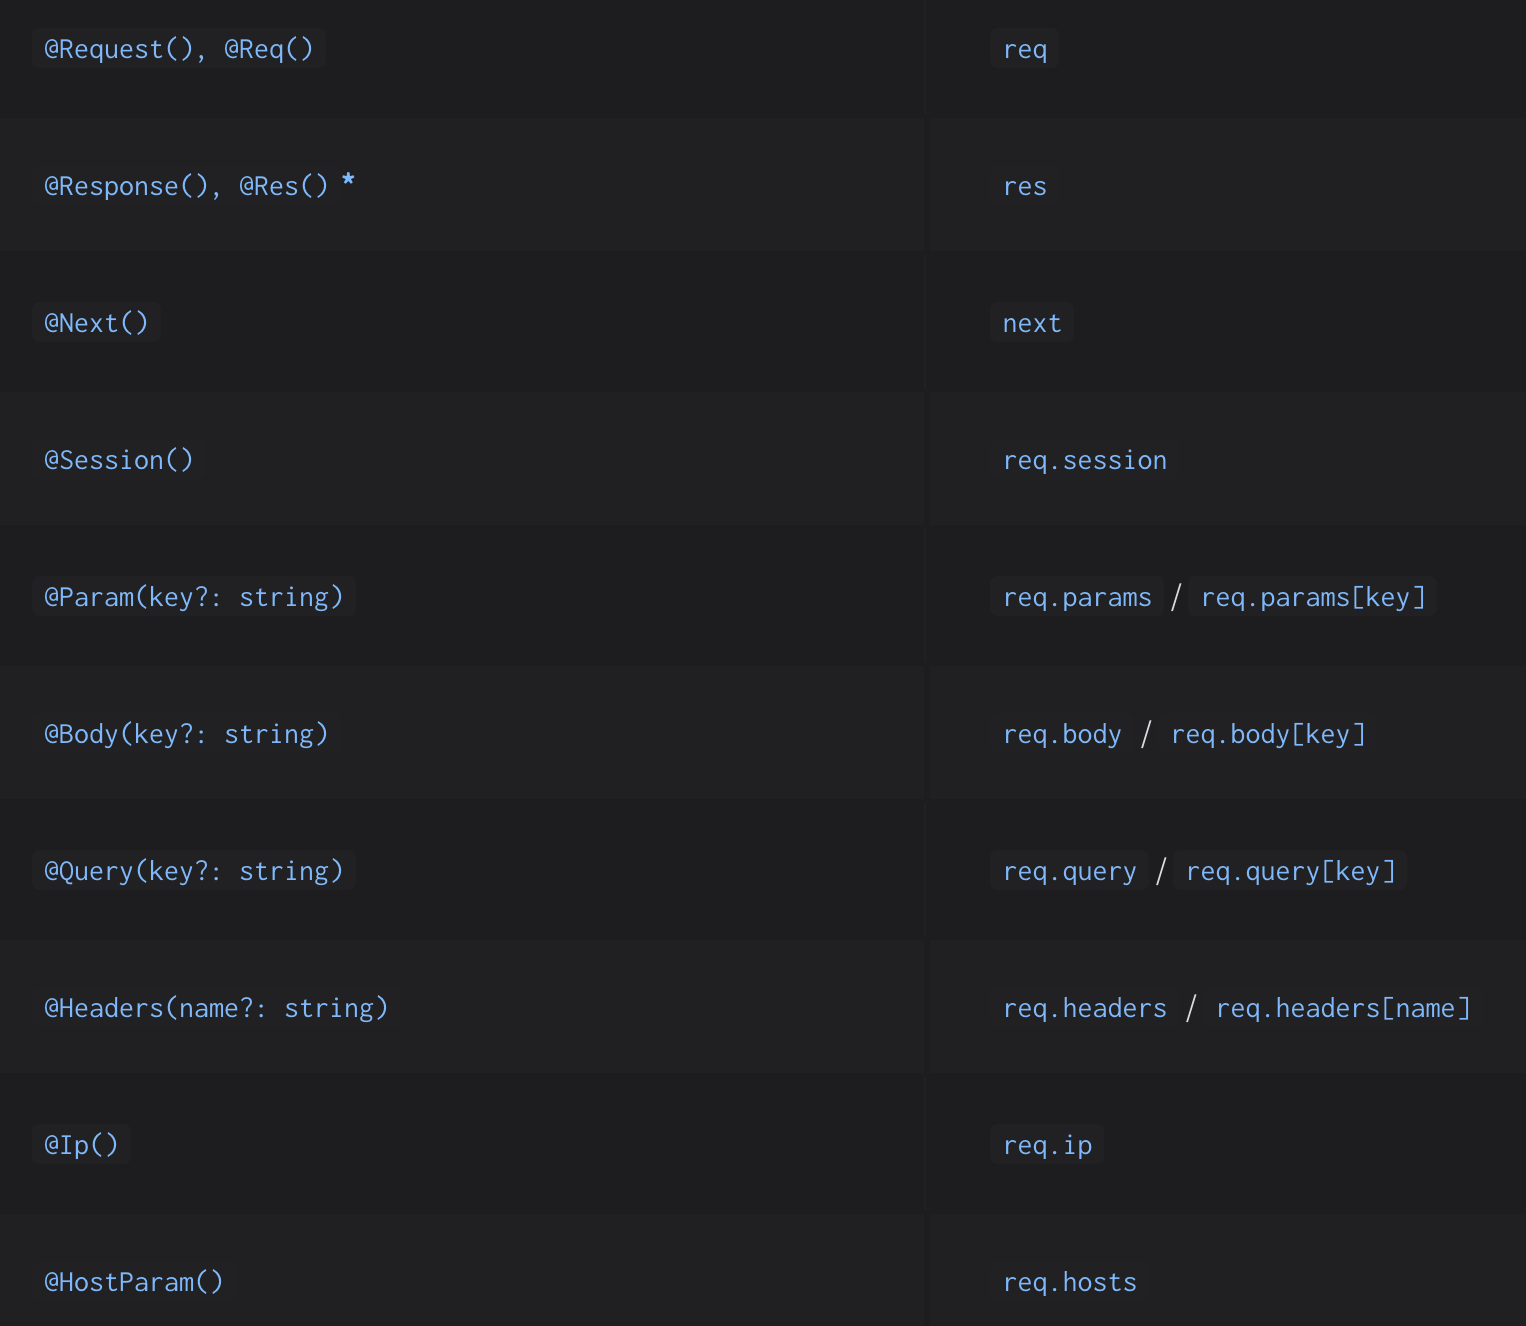 @Request(), @Req() req
@Response(), @Res() * res
@Next() next
@Session() req.session
@Param(key?: string) req.params / req.params[key]
@Body(key?: string) req.body / req.body[key]
@Query(key?: string) req.query / req.query[key]
@Headers(name?: string) req.headers / req.headers[name]
@Ip() req.ip
@HostParam() req.hosts